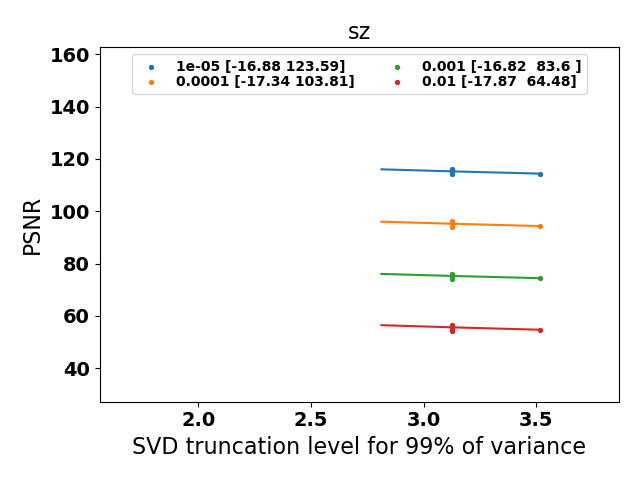 sz
1e-05 [-16.88 123.59]
0.0001 [-17.34 103.81]
0.001 [-16.82  83.6 ]
0.01 [-17.87  64.48]
160
140
120
100
80
60
40
PSNR
2.0 2.5 3.0 3.5
SVD truncation level for 99% of variance